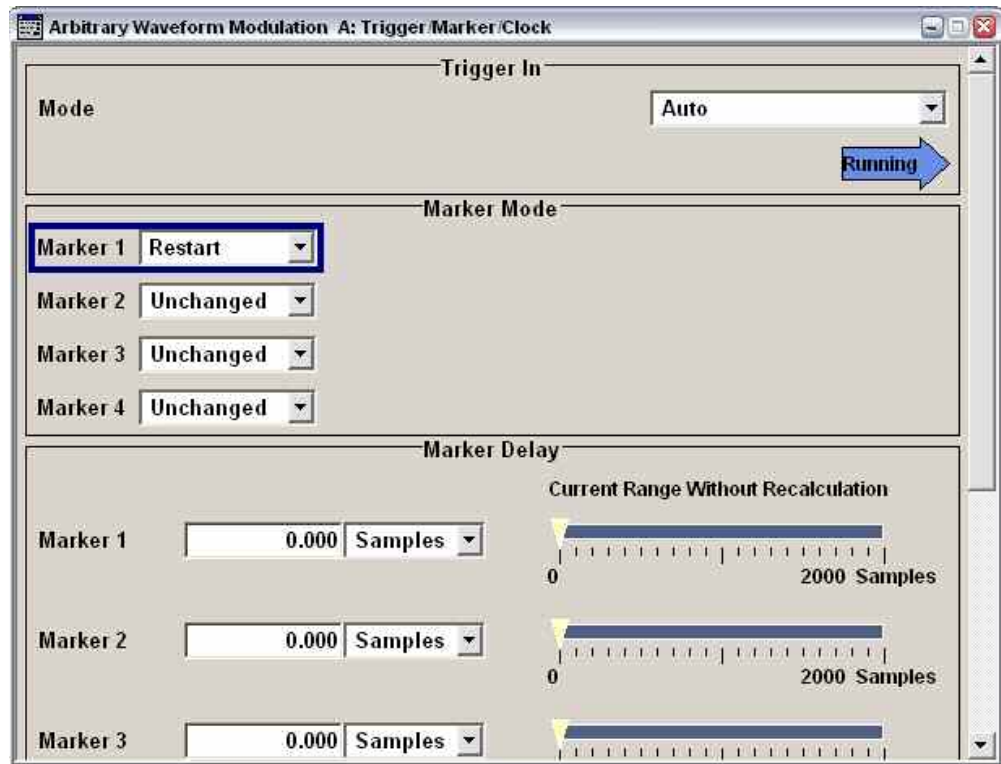 Arbitrary Waveform Modulation A: Trigger/Marker/Clock
Trigger In
Mode Auto
Running
Marker Mode
Marker 1 Restart
Marker 2 Unchanged
Marker 3 Unchanged
Marker 4 Unchanged
Marker Delay
Current Range Without Recalculation
Marker 1 0.000 Samples
0 2000 Samples
Marker 2 0.000 Samples
0 2000 Samples
Marker 3 0.000 Samples